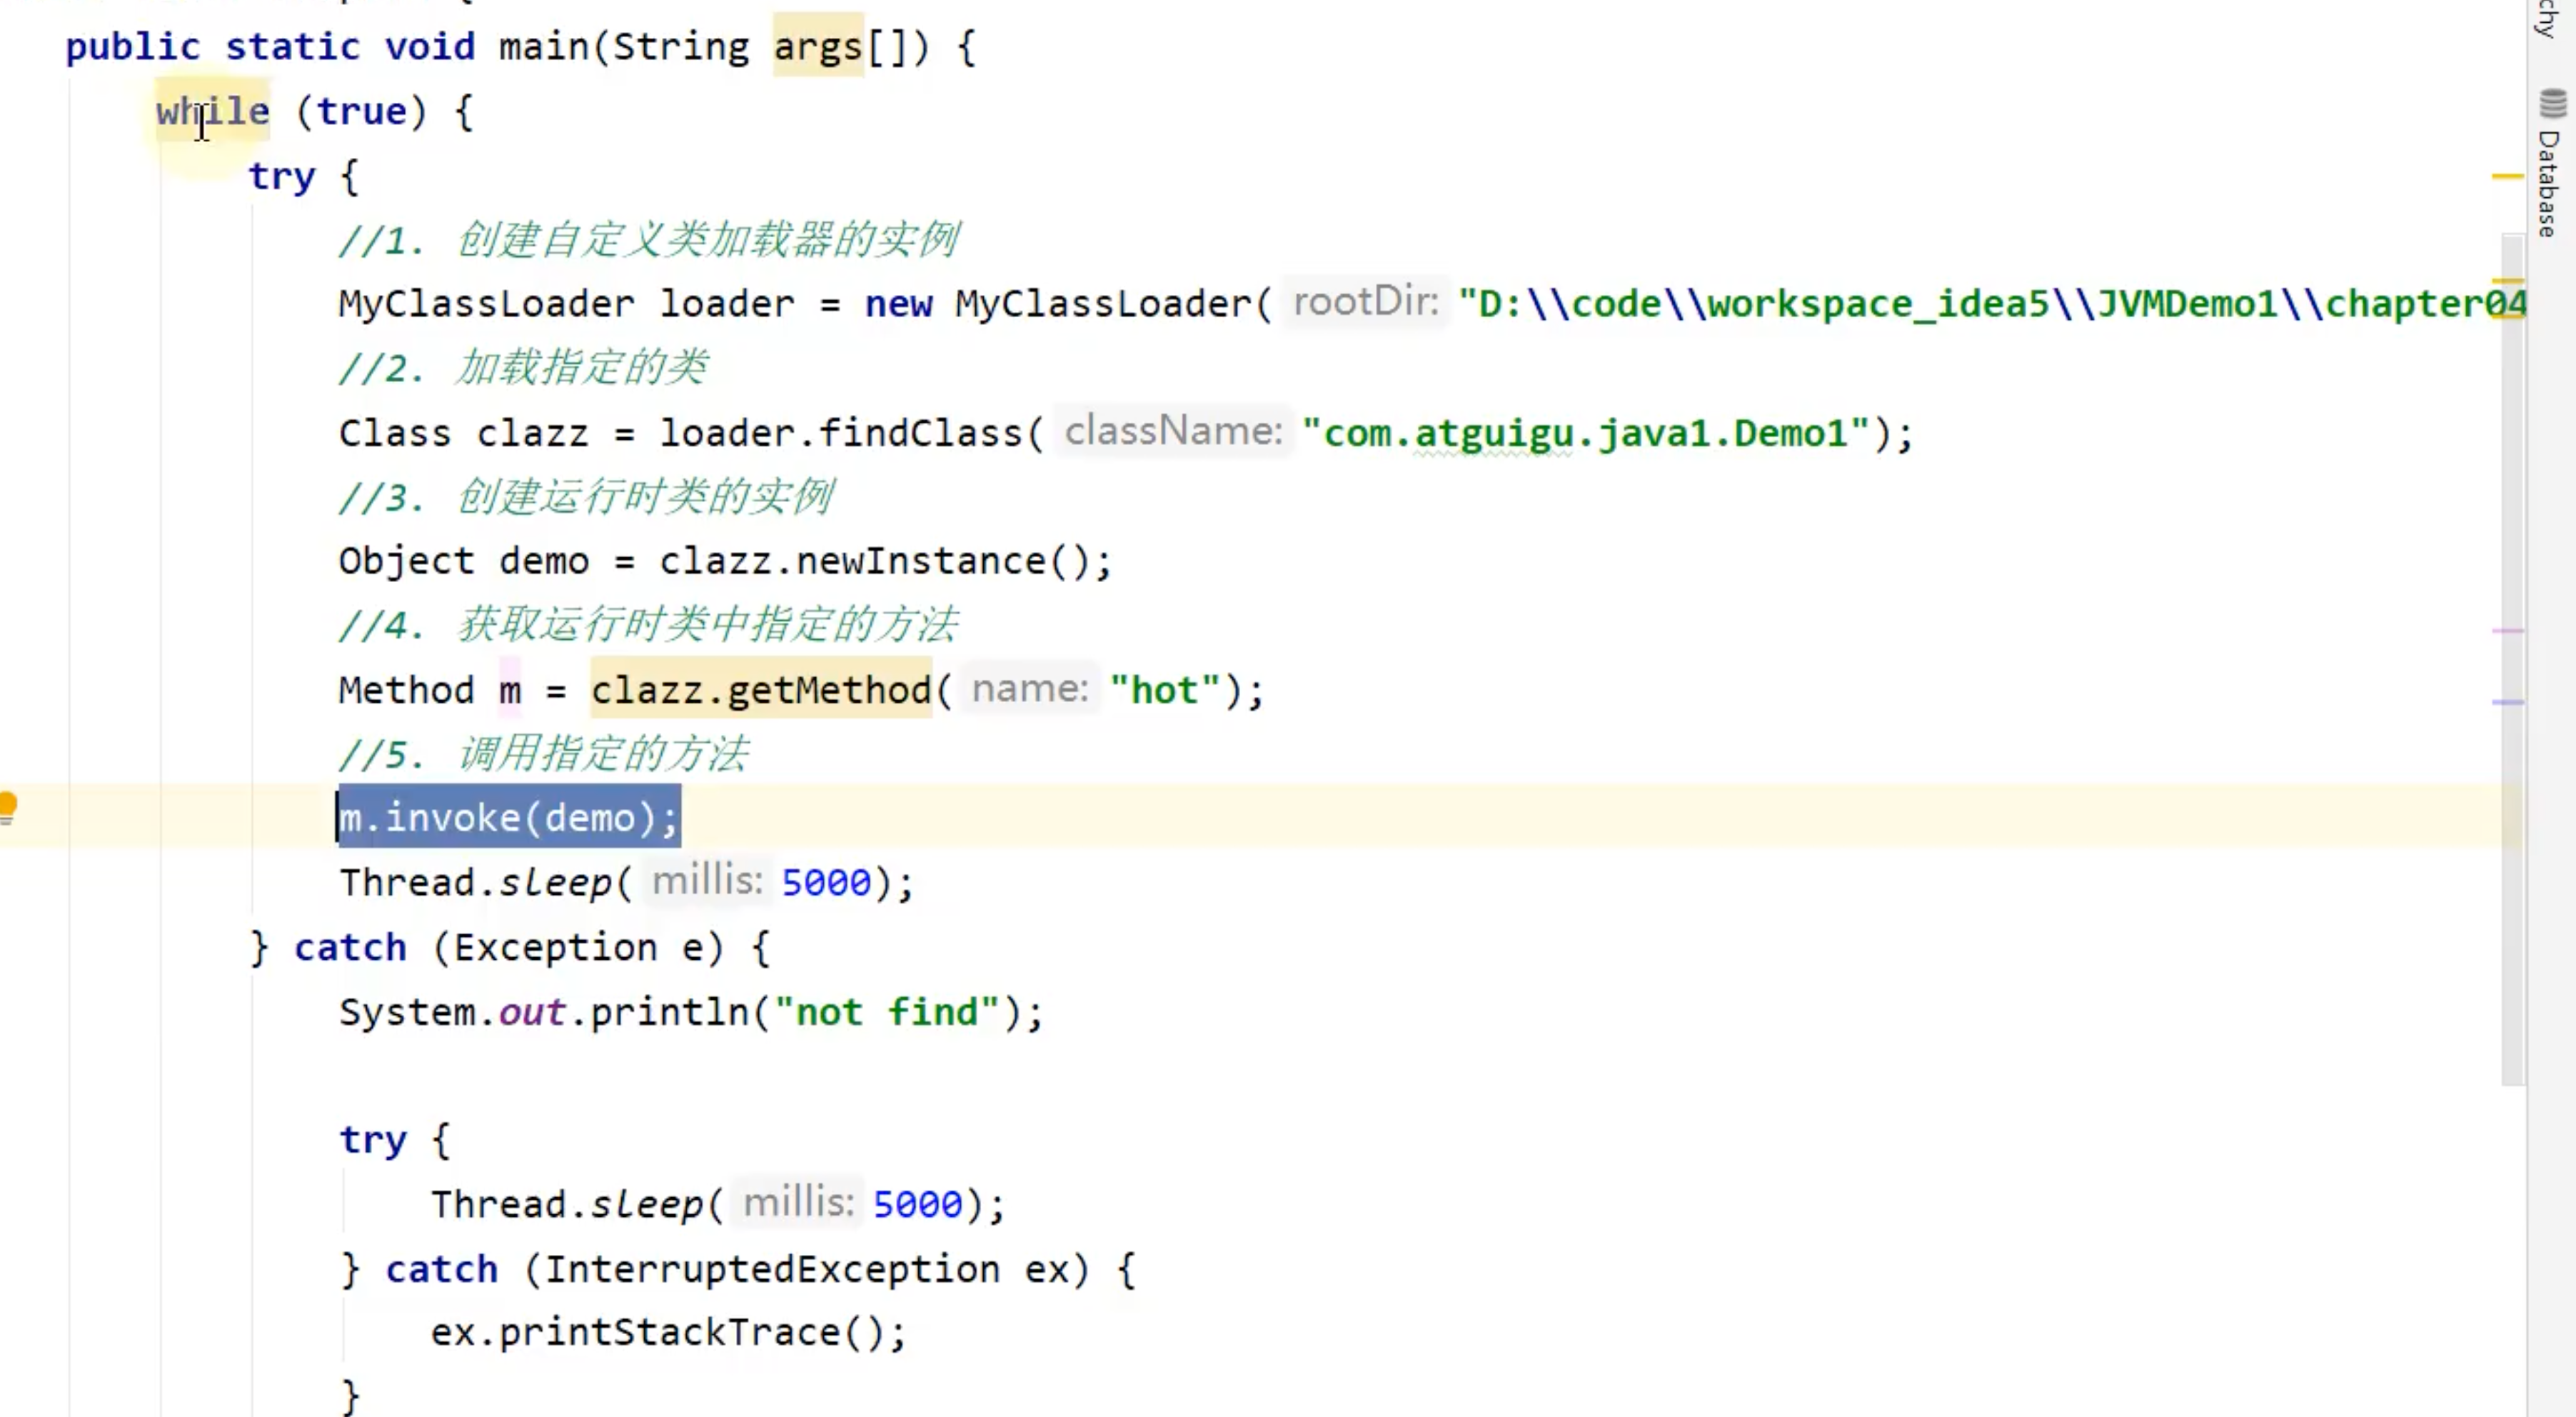 public static void main(String args[]) {
while (true) {
try {
//1. 创建自定义类加载器的实例
MyClassLoader loader = new MyClassLoader( rootDir: "D:\\code\\workspace_idea5\\JVMDemo1\\chapter04
//2. 加载指定的类
Class clazz = loader.findClass( className: "com.atguigu.java1.Demo1");
//3. 创建运行时类的实例
Object demo = clazz.newInstance();
//4. 获取运行时类中指定的方法
Method m = clazz.getMethod( name: "hot");
//5. 调用指定的方法
m.invoke(demo);
Thread.sleep( millis: 5000);
} catch (Exception e) {
System.out.println("not find");
try {
Thread.sleep( millis: 5000);
} catch (InterruptedException ex) {
ex.printStackTrace();
}
chy
Database